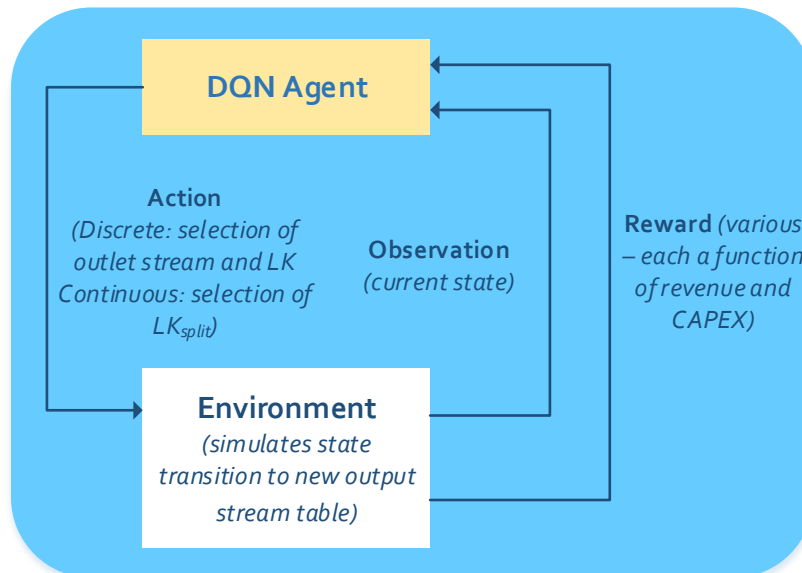 DQN Agent
Action
(Discrete: selection of
outlet stream and LK
Continuous: selection of
LKsplit)
Observation
(current state)
Reward (various
– each a function
of revenue and
CAPEX)
Environment
(simulates state
transition to new output
stream table)